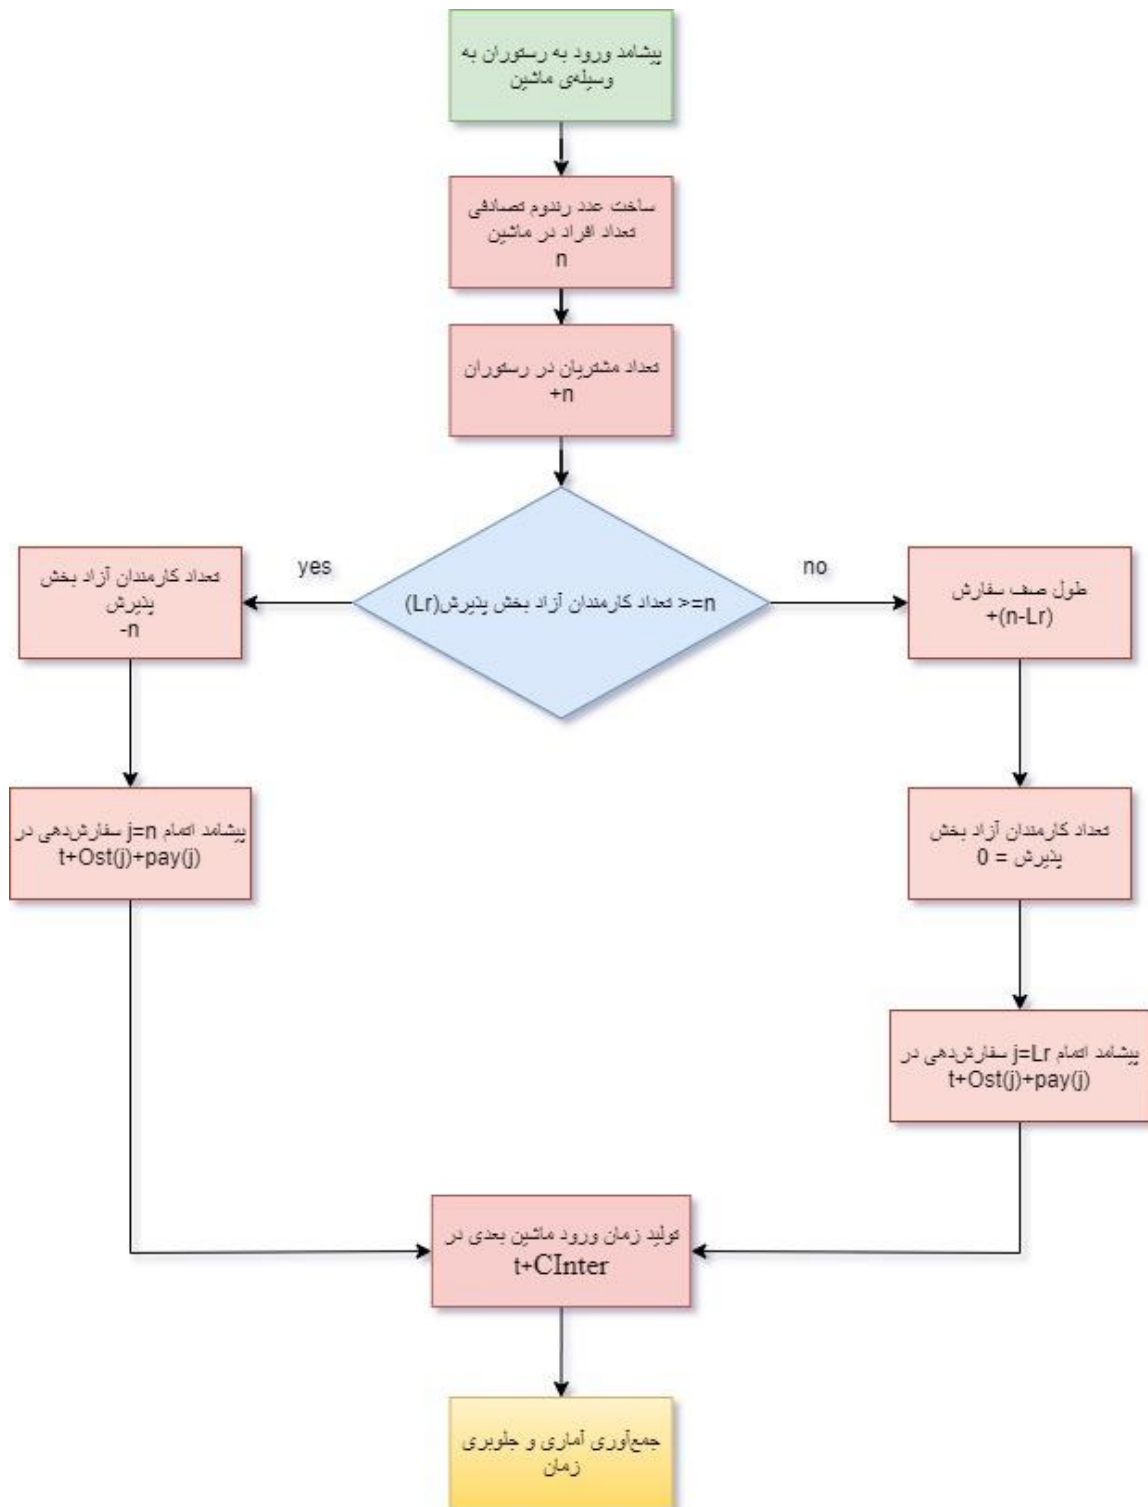 پیشامد ورود به رستوران به
وسیله‌ی ماشین
ساخت عدد رندوم تصادفی
تعداد افراد در ماشین
n
تعداد مشتریان در رستوران
+n
yes
تعداد کارمندان آزاد بخش پذیرش(Lr) >=n
no
تعداد کارمندان آزاد بخش
پذیرش
-n
طول صف سفارش
+(n-Lr)
پیشامد اتمام j=n سفارش‌دهی در
t+Ost(j)+pay(j)
تعداد کارمندان آزاد بخش
پذیرش = 0
پیشامد اتمام j=Lr سفارش‌دهی در
t+Ost(j)+pay(j)
تولید زمان ورود ماشین بعدی در
t+CInter
جمع‌آوری آماری و جلوبری
زمان